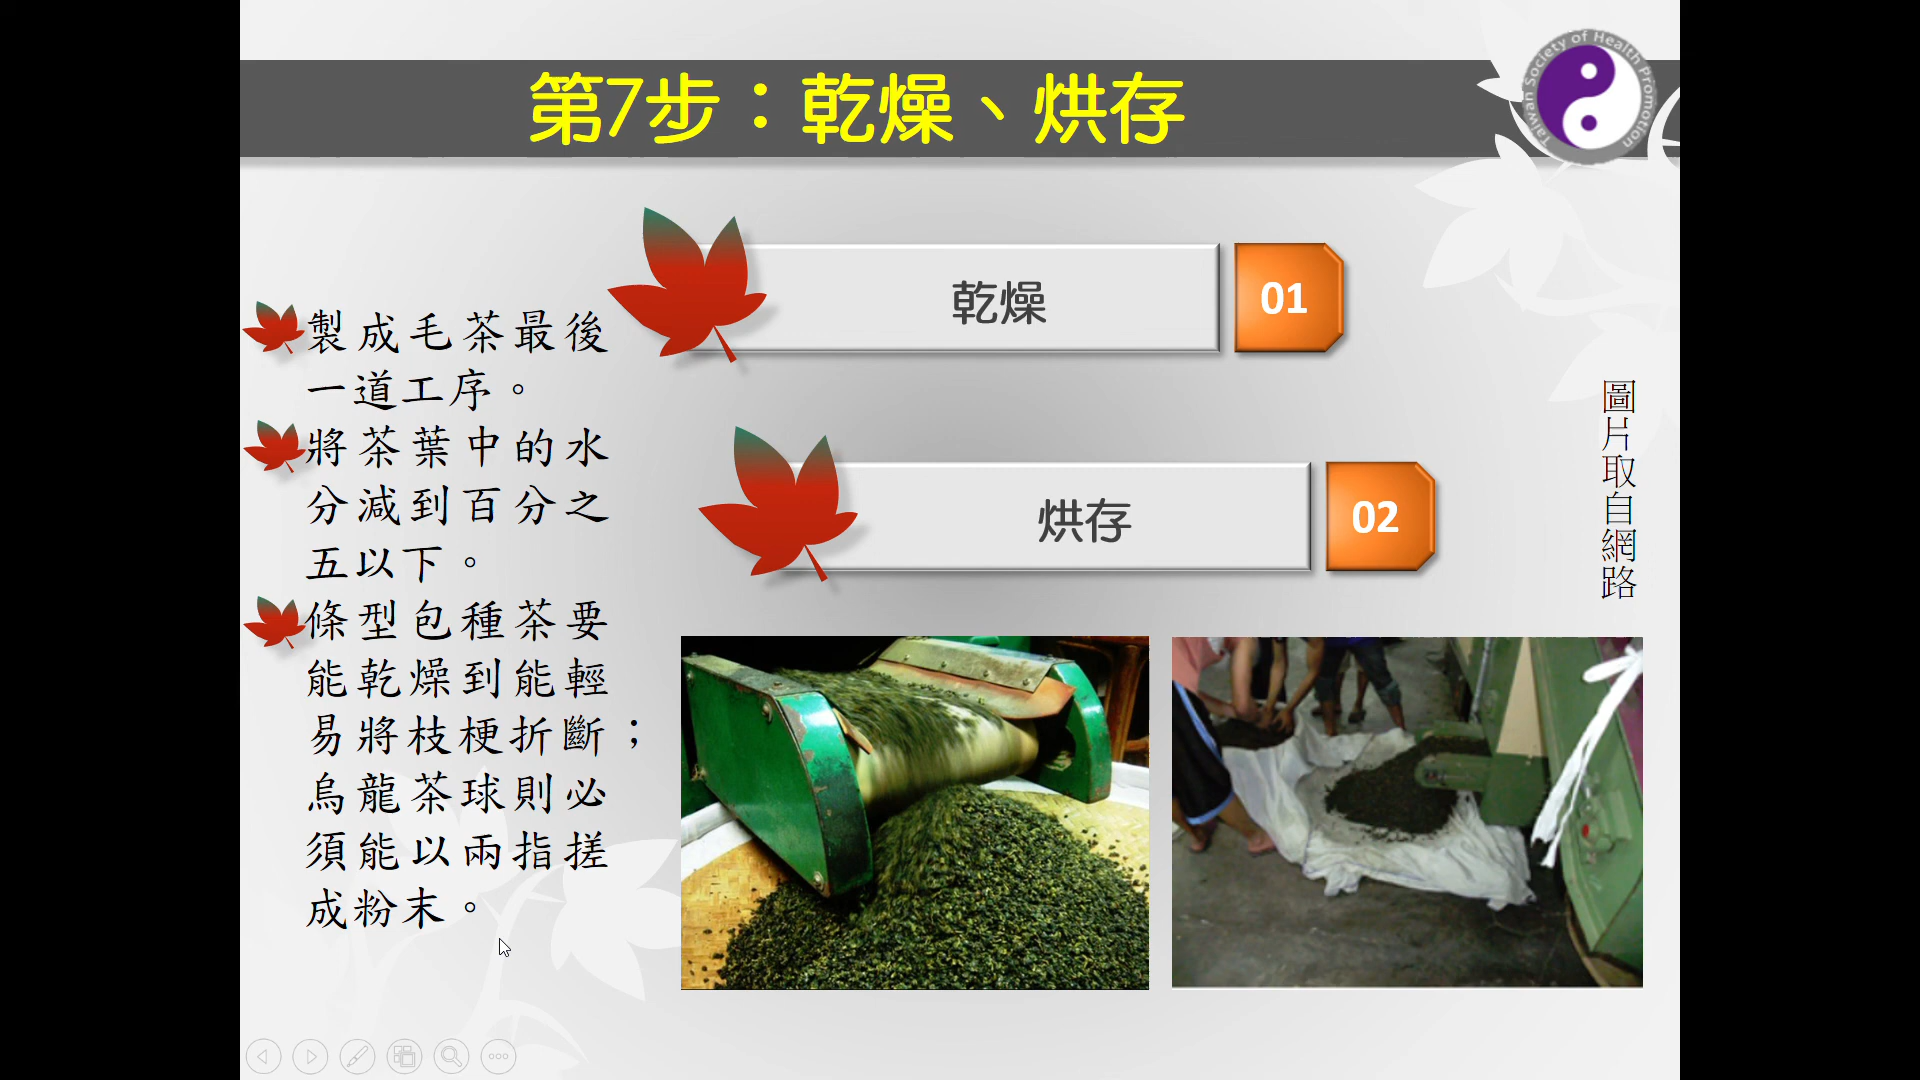 第7步：乾燥、烘存
Taiwan Society of Health Promotion
製成毛茶最後
一道工序。
將茶葉中的水
分減到百分之
五以下。
條型包種茶要
能乾燥到能輕
易將枝梗折斷；
烏龍茶球則必
須能以兩指搓
成粉末。
乾燥
01
烘存
02
圖片取自網路